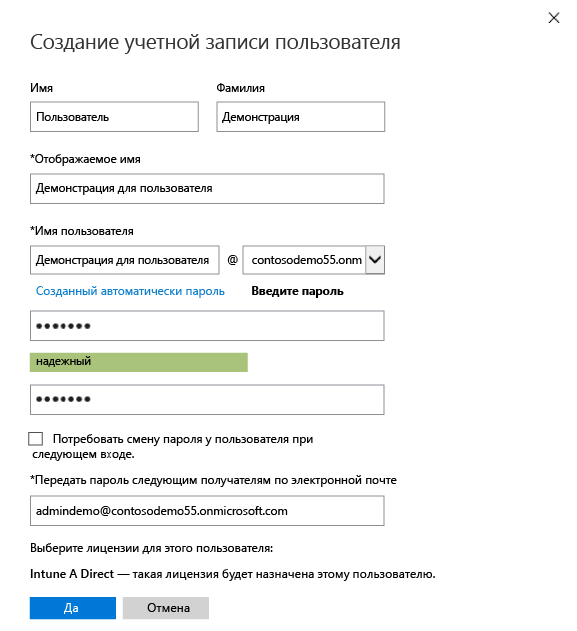 Создание учетной записи пользователя
Имя Фамилия
Пользователь Демонстрация
*Отображаемое имя
Демонстрация для пользователя
*Имя пользователя
Демонстрация для пользователя @ contosodemo55.onm
Созданный автоматически пароль Введите пароль
●●●●●●●
надежный
●●●●●●●
Потребовать смену пароля у пользователя при
следующем входе.
*Передать пароль следующим получателям по электронной почте
admindemo@contosodemo55.onmicrosoft.com
Выберите лицензии для этого пользователя:
Intune A Direct — такая лицензия будет назначена этому пользователю.
Да Отмена